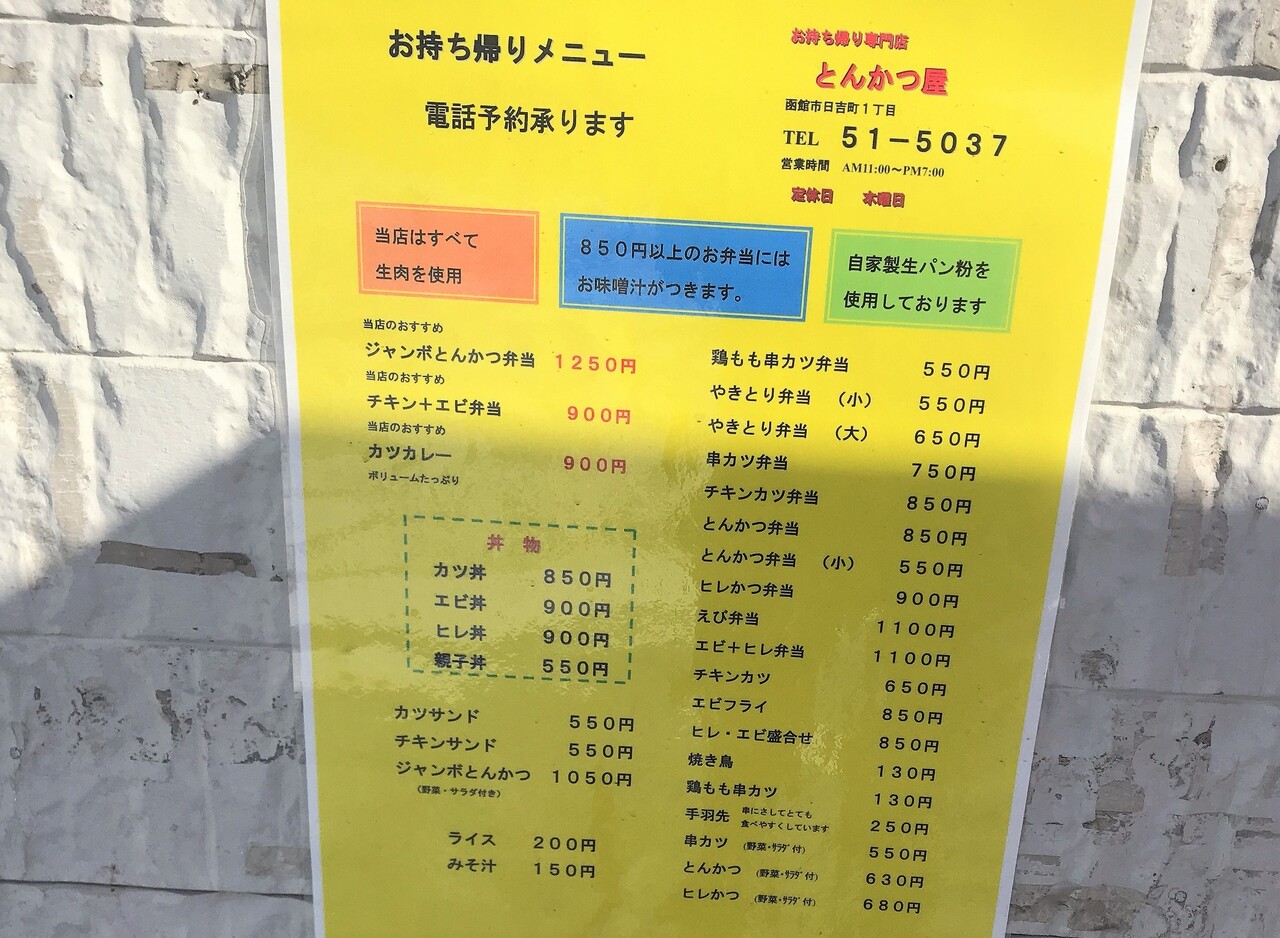 お持ち帰りメニュー
電話予約承ります
お持ち帰り専門店
とんかつ屋
函館市日吉町1丁目
TEL 51-5037
営業時間 AM11:00~PM7:00
定休日 木曜日
当店はすべて
生肉を使用
850円以上のお弁当には
お味噌汁がつきます。
自家製生パン粉を
使用しております
当店のおすすめ
ジャンボとんかつ弁当 1250円
当店のおすすめ
チキン+エビ弁当 900円
当店のおすすめ
カツカレー 900円
ボリュームたっぷり
丼物
カツ丼 850円
エビ丼 900円
ヒレ丼 900円
親子丼 550円
カツサンド 550円
チキンサンド 550円
ジャンボとんかつ 1050円
(野菜・サラダ付き)
ライス 200円
みそ汁 150円
鶏もも串カツ弁当 550円
やきとり弁当 (小) 550円
やきとり弁当 (大) 650円
串カツ弁当 750円
チキンカツ弁当 850円
とんかつ弁当 850円
とんかつ弁当 (小) 550円
ヒレかつ弁当 900円
えび弁当 1100円
エビ+ヒレ弁当 1100円
チキンカツ 650円
エビフライ 850円
ヒレ・エビ盛合せ 850円
焼き鳥 130円
鶏もも串カツ 130円
手羽先 串にさしてとても 食べやすくしています 250円
串カツ (野菜・ｻﾗﾀﾞ付) 550円
とんかつ (野菜・ｻﾗﾀﾞ付) 630円
ヒレかつ (野菜・ｻﾗﾀﾞ付) 680円